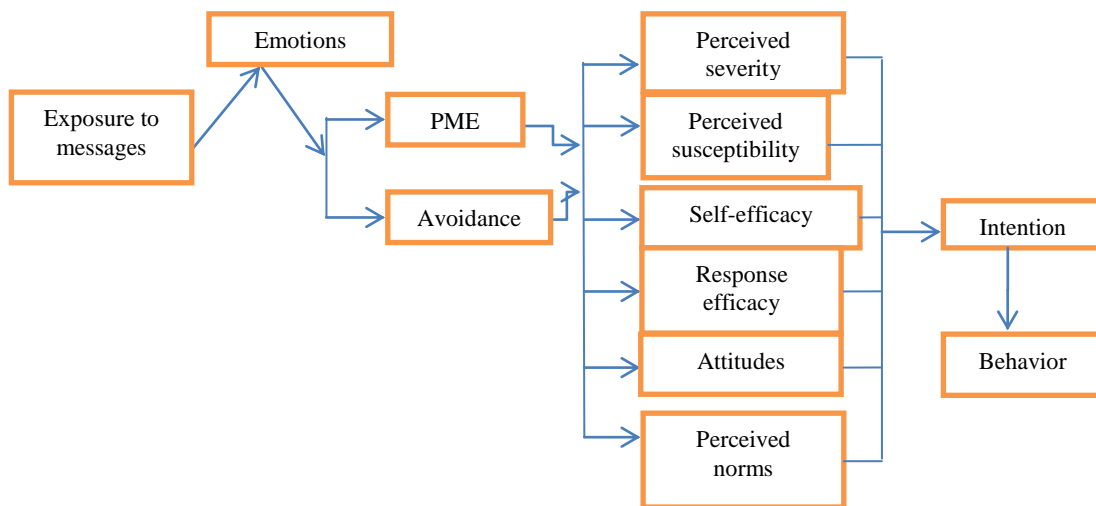 Emotions
Exposure to
messages
PME
Avoidance
Perceived
severity
Perceived
susceptibility
Self-efficacy
Response
efficacy
Attitudes
Perceived
norms
Intention
Behavior